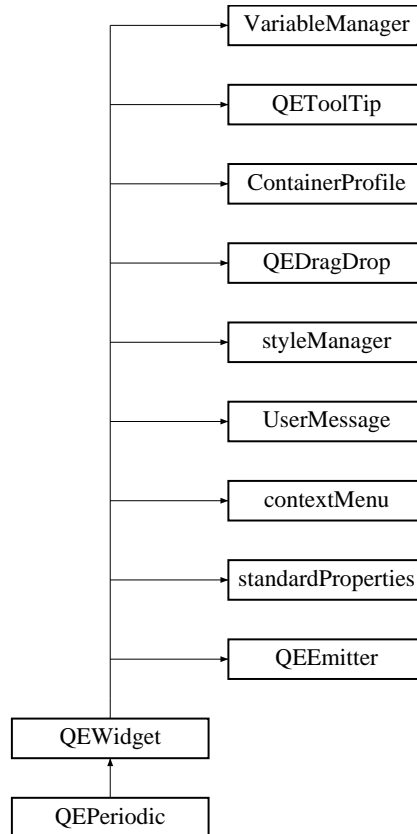 VariableManager
QEToolTip
ContainerProfile
QEDragDrop
styleManager
UserMessage
contextMenu
standardProperties
QEEmitter
QEWidget
QEPeriodic